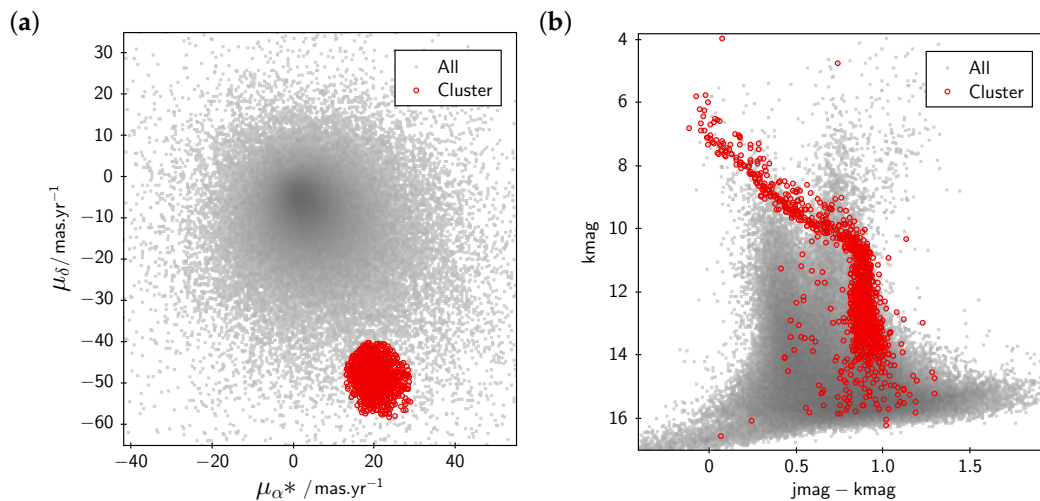 (a)
35
30
20
10
0
−10
−20
−30
−40
−50
−60
μδ/mas.yr⁻¹
−40
−20
0
20
40
μα* /mas.yr⁻¹
All
Cluster
(b)
4
6
8
10
12
14
16
kmag
0
0.5
1.0
1.5
jmag − kmag
All
Cluster